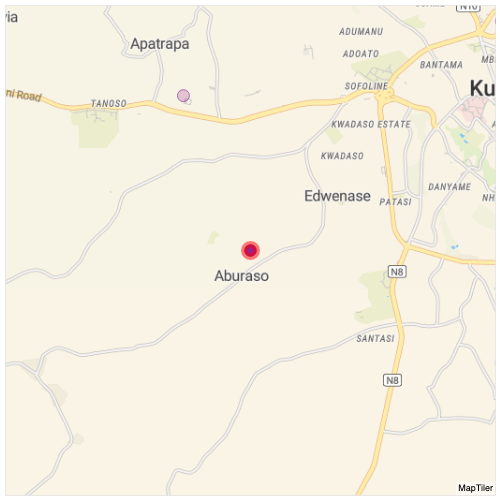 via
Apatrapa
ADUMANU
N10
ADOATO
BANTAMA
MB
SOFOLINE
ni Road
TANOSO
Ku
KWADASO ESTATE
A
KWADASO
DANYAME
Edwenase
PATASI
NH
Aburaso
N8
SANTASI
N8
MapTiler